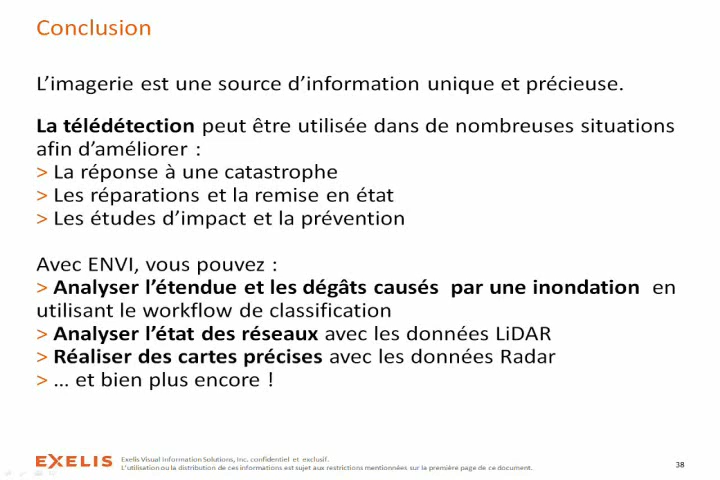 Conclusion
L’imagerie est une source d’information unique et précieuse.
La télédétection peut être utilisée dans de nombreuses situations
afin d’améliorer :
> La réponse à une catastrophe
> Les réparations et la remise en état
> Les études d’impact et la prévention
Avec ENVI, vous pouvez :
> Analyser l’étendue et les dégâts causés par une inondation en
utilisant le workflow de classification
> Analyser l’état des réseaux avec les données LiDAR
> Réaliser des cartes précises avec les données Radar
> … et bien plus encore !
EXELIS
Exelis Visual Information Solutions, Inc. confidentiel et exclusif.
L’utilisation ou la distribution de ces informations est sujet aux restrictions mentionnées sur la première page de ce document.
38